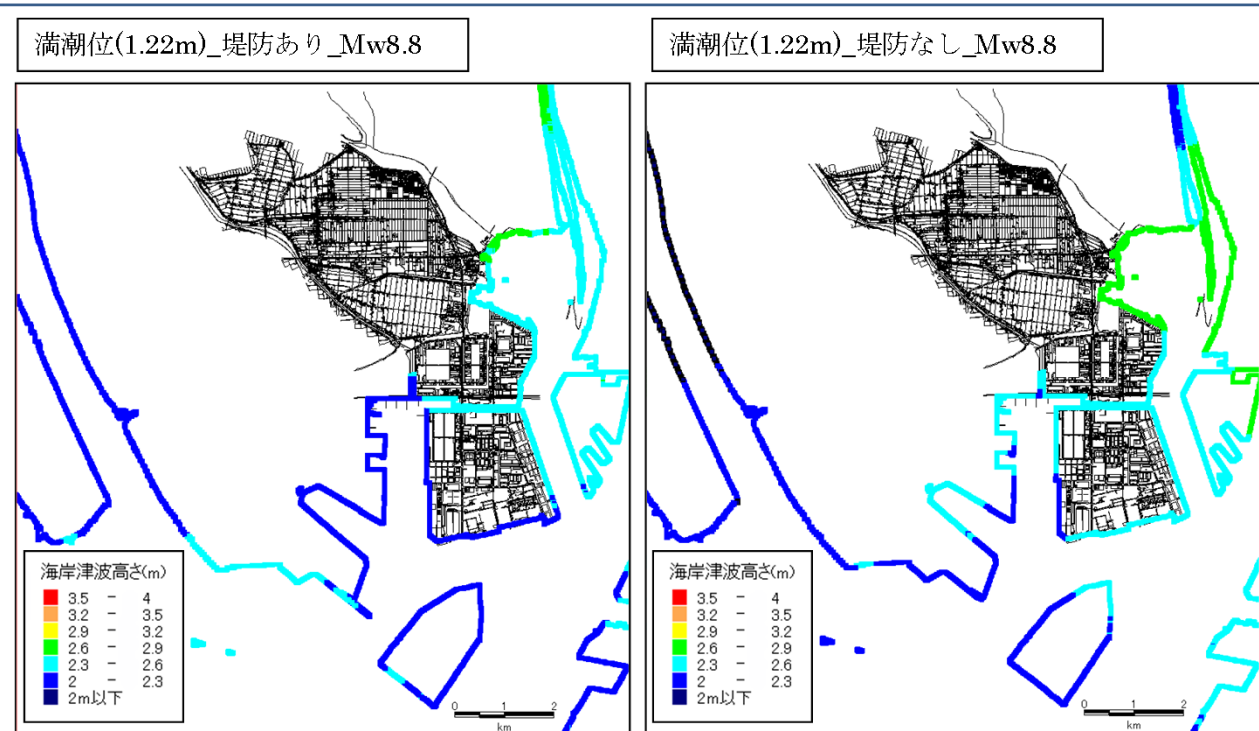 満潮位(1.22m)_堤防あり_Mw8.8
満潮位(1.22m)_堤防なし_Mw8.8
海岸津波高さ(m)
3.5 - 4
3.2 - 3.5
2.9 - 3.2
2.6 - 2.9
2.3 - 2.6
2 - 2.3
2m以下
0 1 2
km
海岸津波高さ(m)
3.5 - 4
3.2 - 3.5
2.9 - 3.2
2.6 - 2.9
2.3 - 2.6
2 - 2.3
2m以下
0 1 2
km